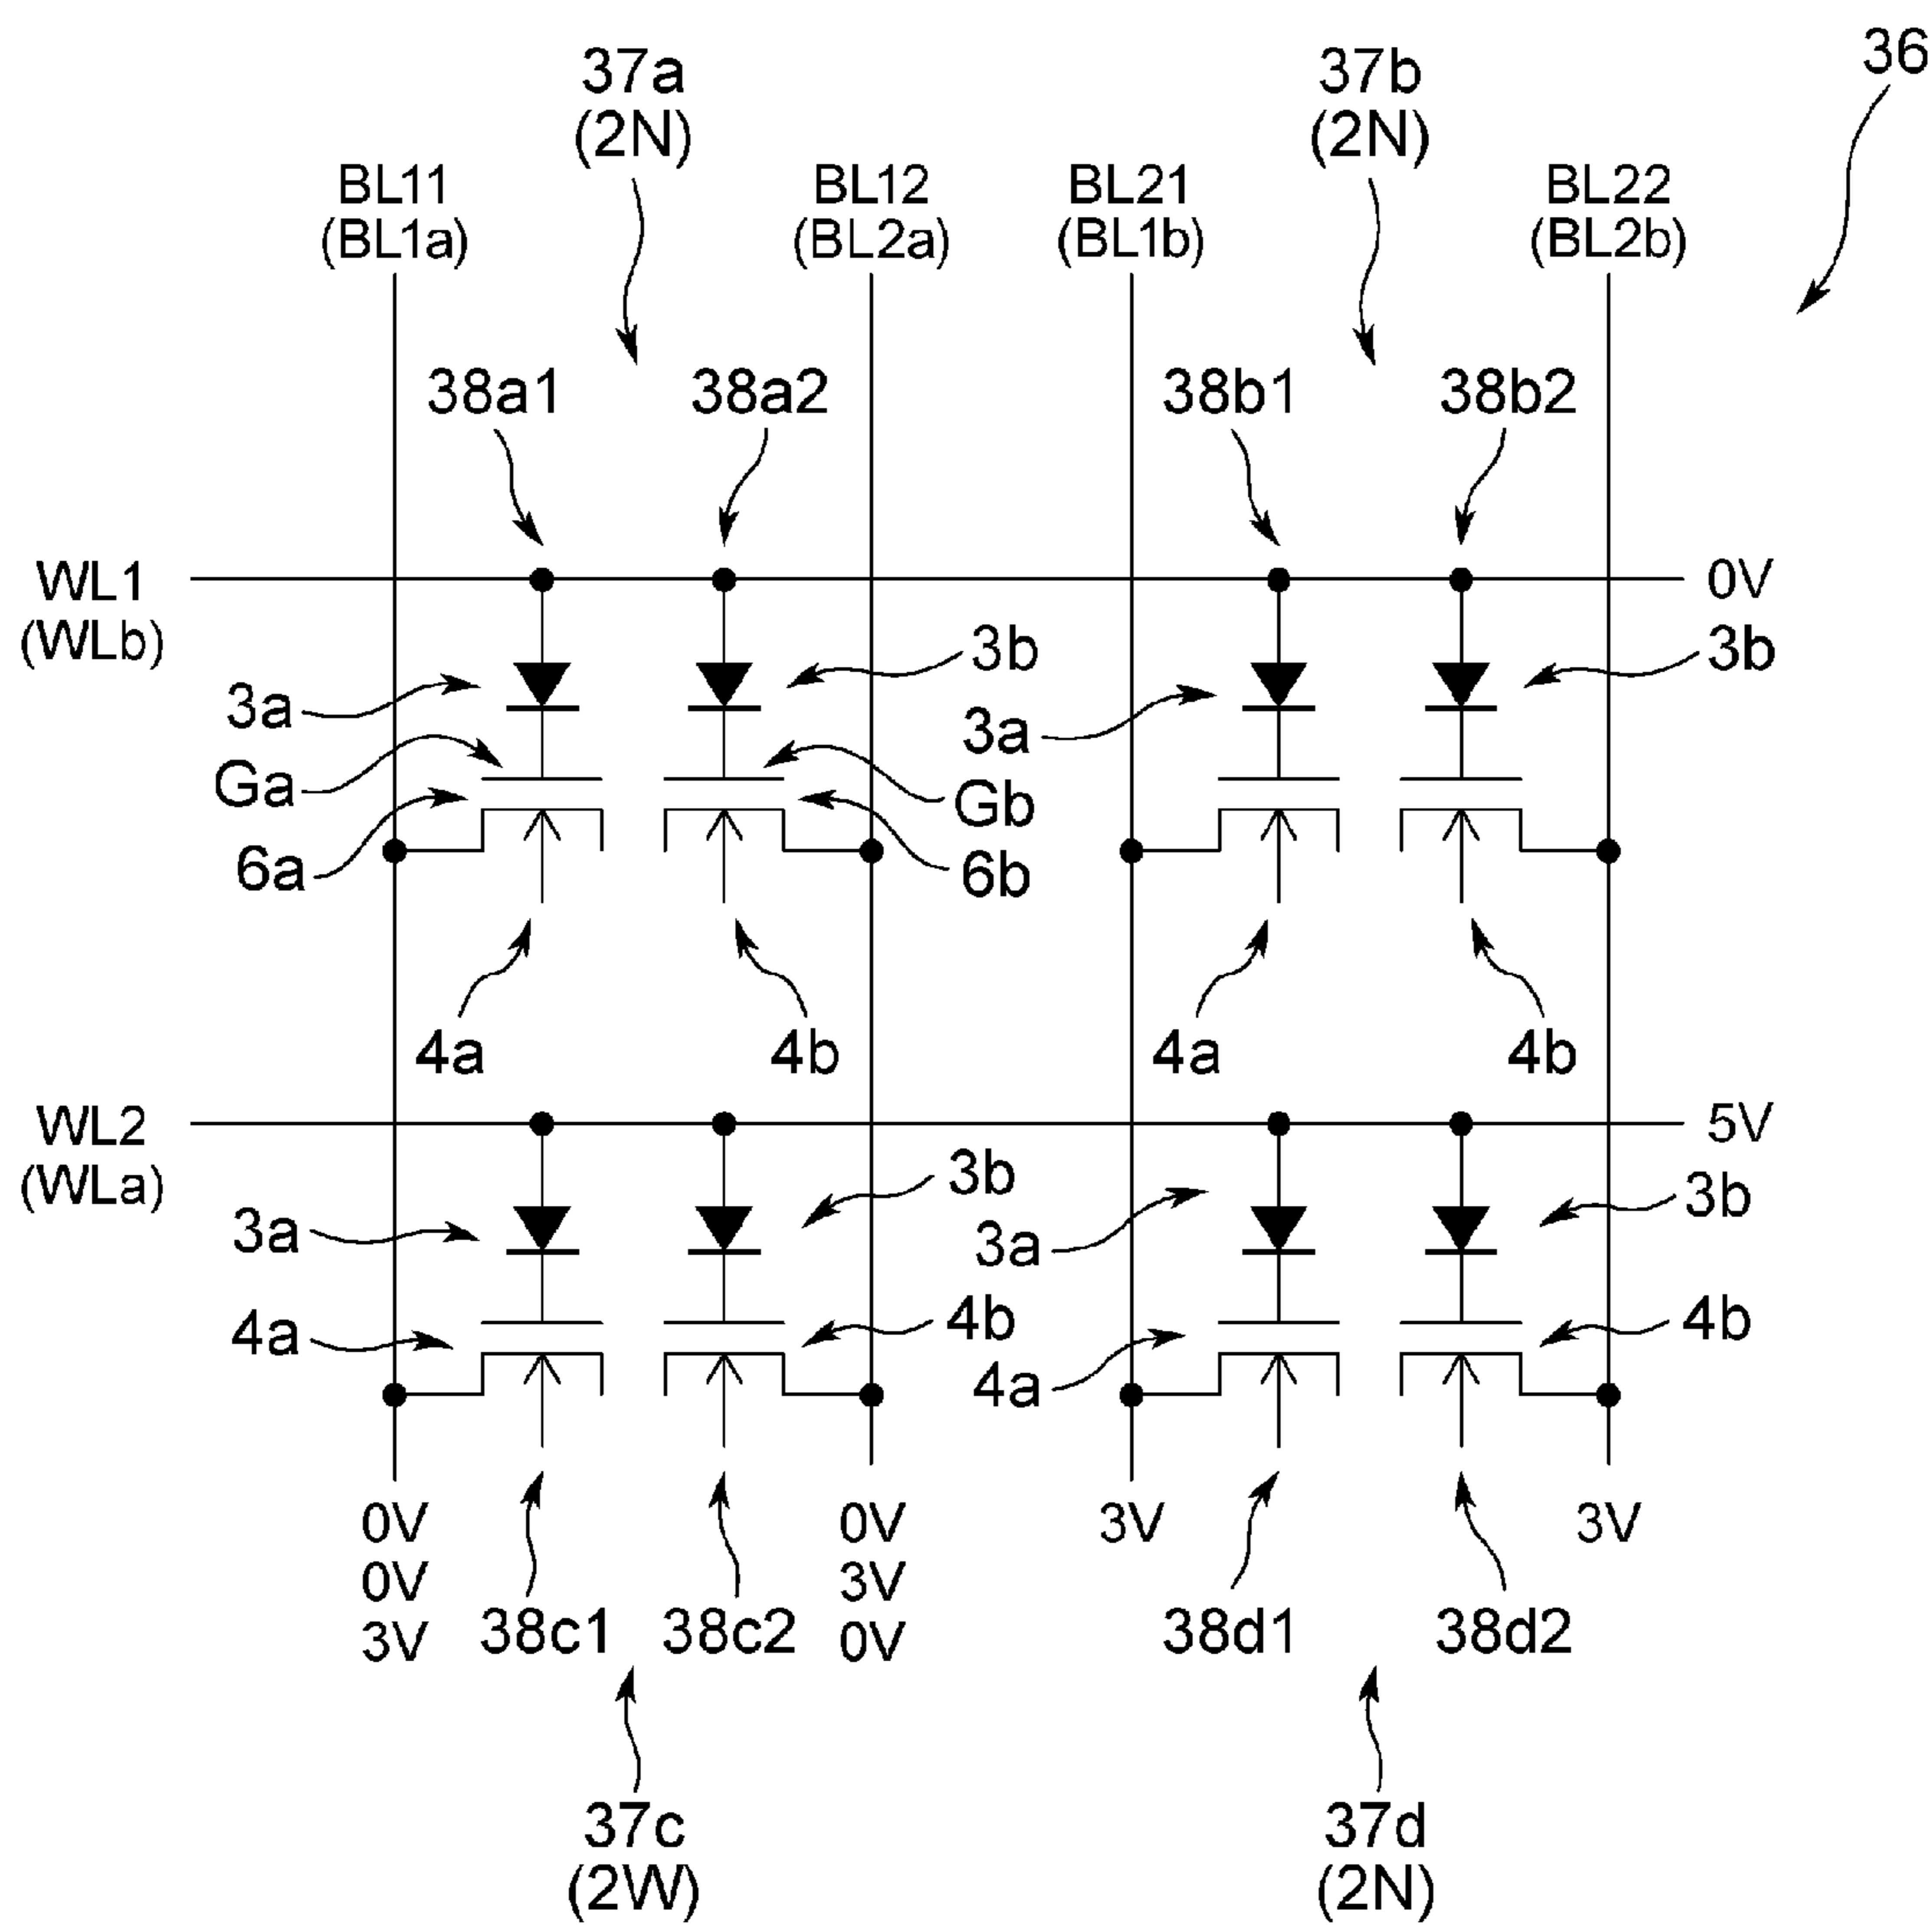 36
37a
(2N)
37b
(2N)
BL11
(BL1a)
BL12
(BL2a)
BL21
(BL1b)
BL22
(BL2b)
38a1
38a2
38b1
38b2
WL1
(WLb)
0V
3a
3b
3a
3b
Ga
Gb
6a
6b
4a
4b
4a
4b
WL2
(WLa)
5V
3a
3b
3a
3b
4a
4b
4a
4b
0V
0V
3V
38c1
38c2
0V
3V
0V
3V
38d1
38d2
3V
37c
(2W)
37d
(2N)